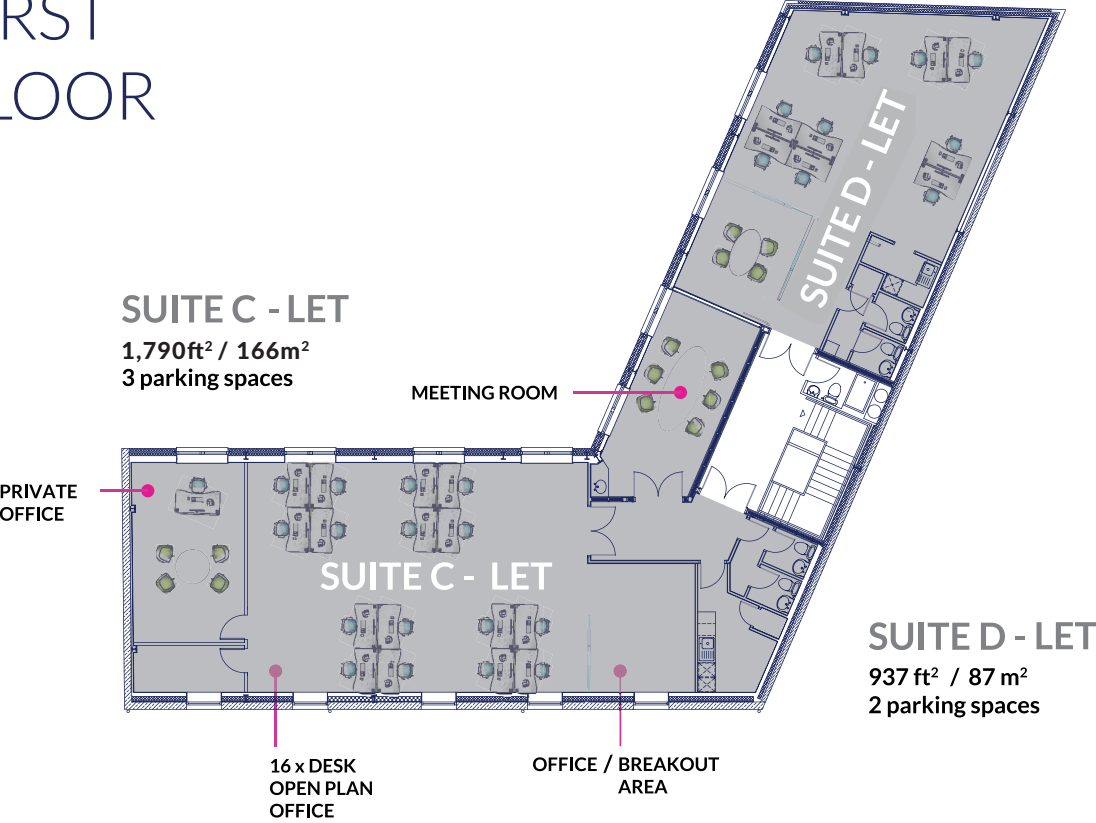 RST
LOOR
SUITE D - LET
SUITE C - LET
1,790ft² / 166m²
3 parking spaces
MEETING ROOM
PRIVATE
OFFICE
SUITE C - LET
SUITE D - LET
937 ft² / 87 m²
2 parking spaces
16 x DESK
OPEN PLAN
OFFICE
OFFICE / BREAKOUT
AREA